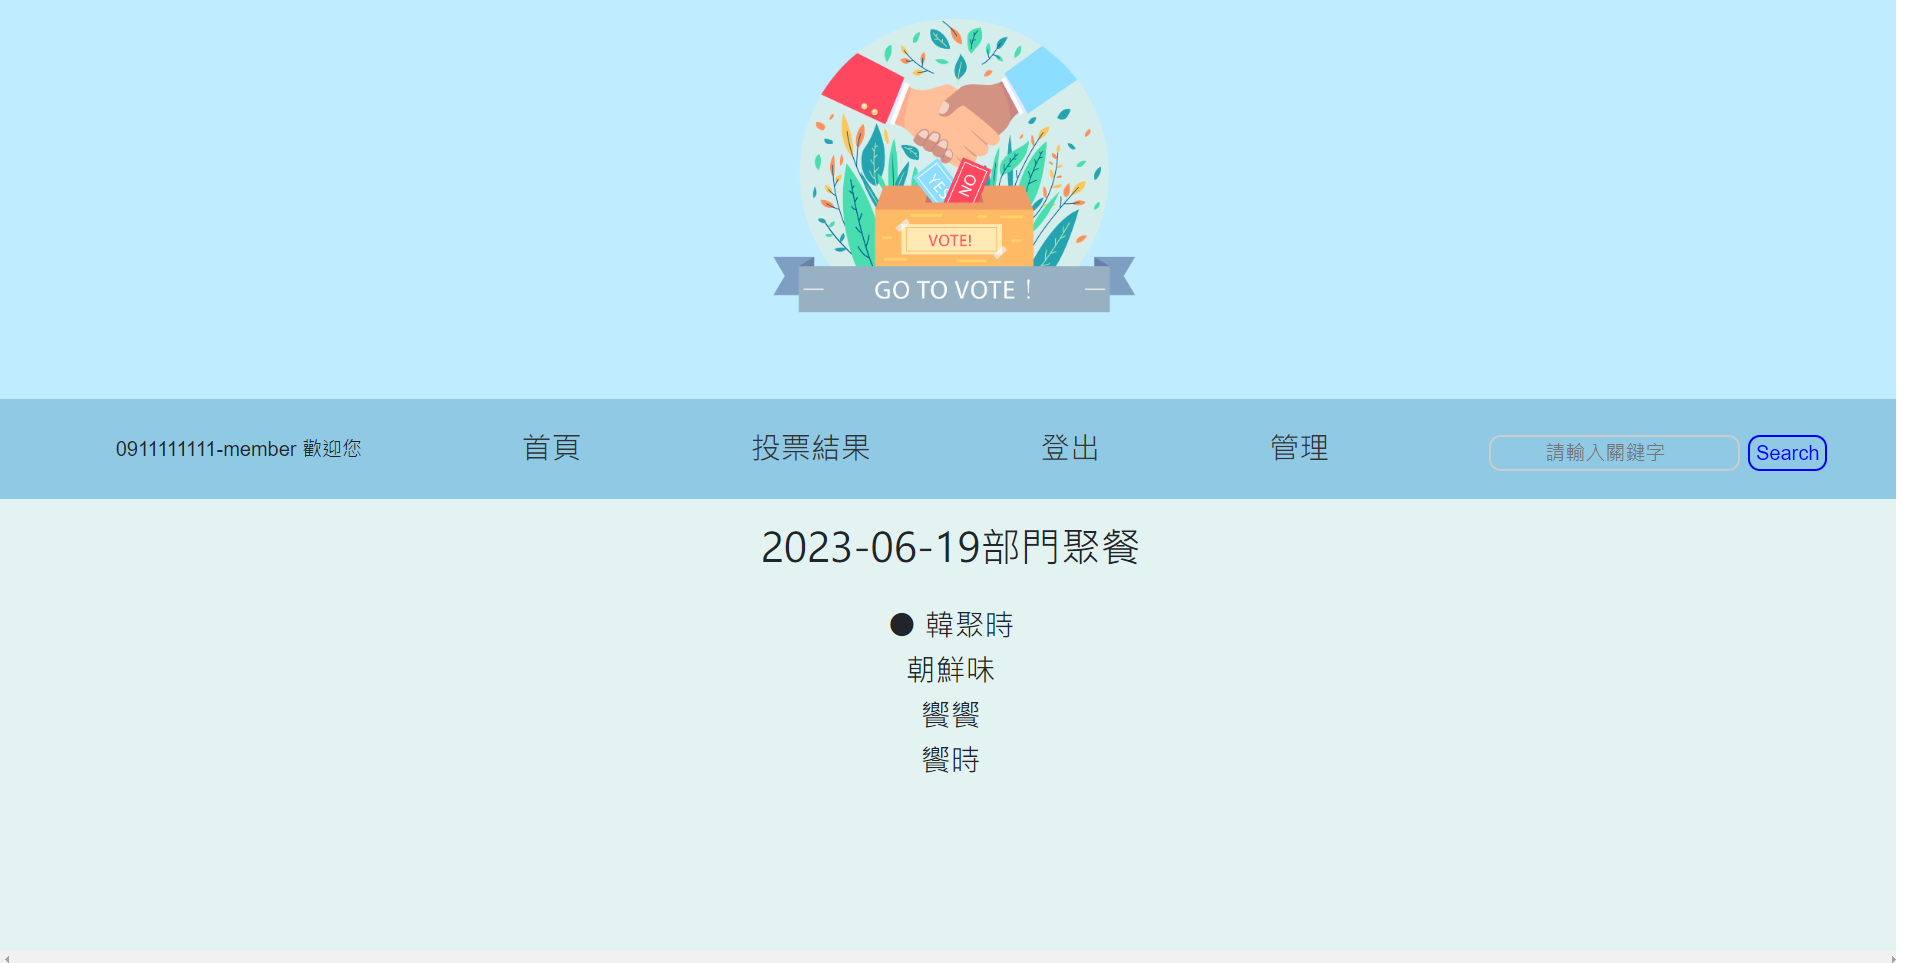 YES
NO
VOTE!
GO TO VOTE!
0911111111-member 歡迎您
首頁
投票結果
登出
管理
請輸入關鍵字
Search
2023-06-19部門聚餐
● 韓聚時
朝鮮味
饗饗
饗時